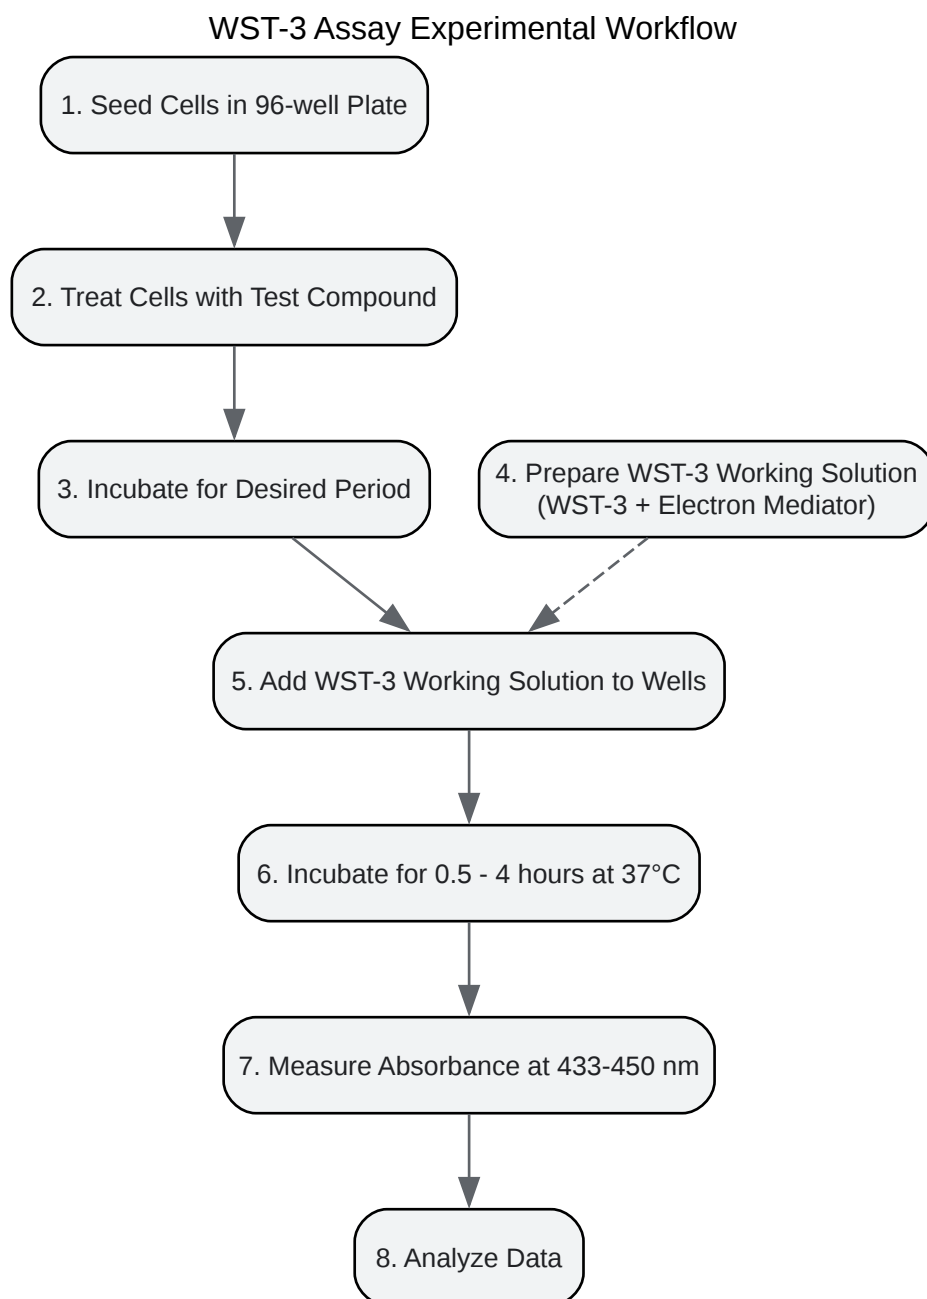 WST-3 Assay Experimental Workflow
1. Seed Cells in 96-well Plate
2. Treat Cells with Test Compound
3. Incubate for Desired Period
4. Prepare WST-3 Working Solution
(WST-3 + Electron Mediator)
5. Add WST-3 Working Solution to Wells
6. Incubate for 0.5 - 4 hours at 37°C
7. Measure Absorbance at 433-450 nm
8. Analyze Data